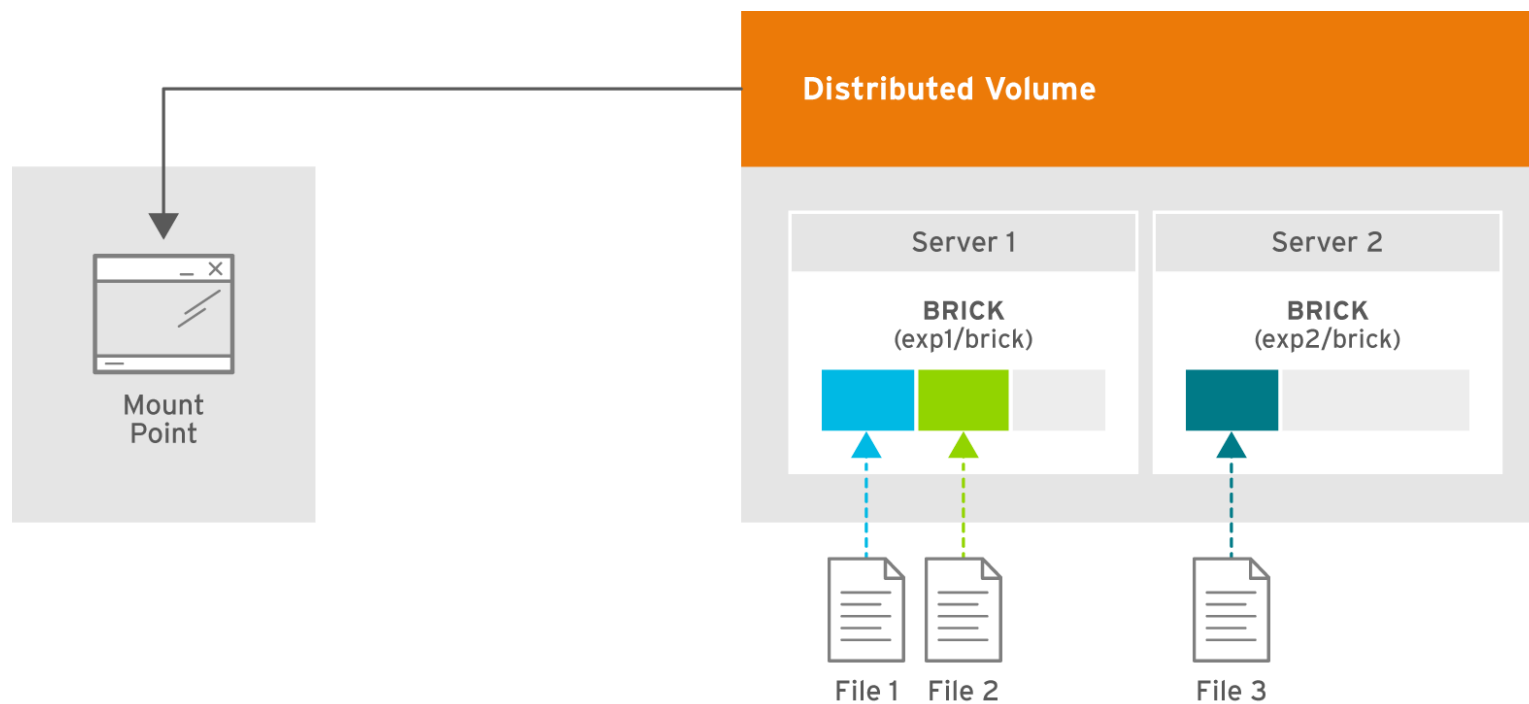 Distributed Volume
Server 1
Server 2
BRICK
(exp1/brick)
BRICK
(exp2/brick)
Mount
Point
File 1
File 2
File 3